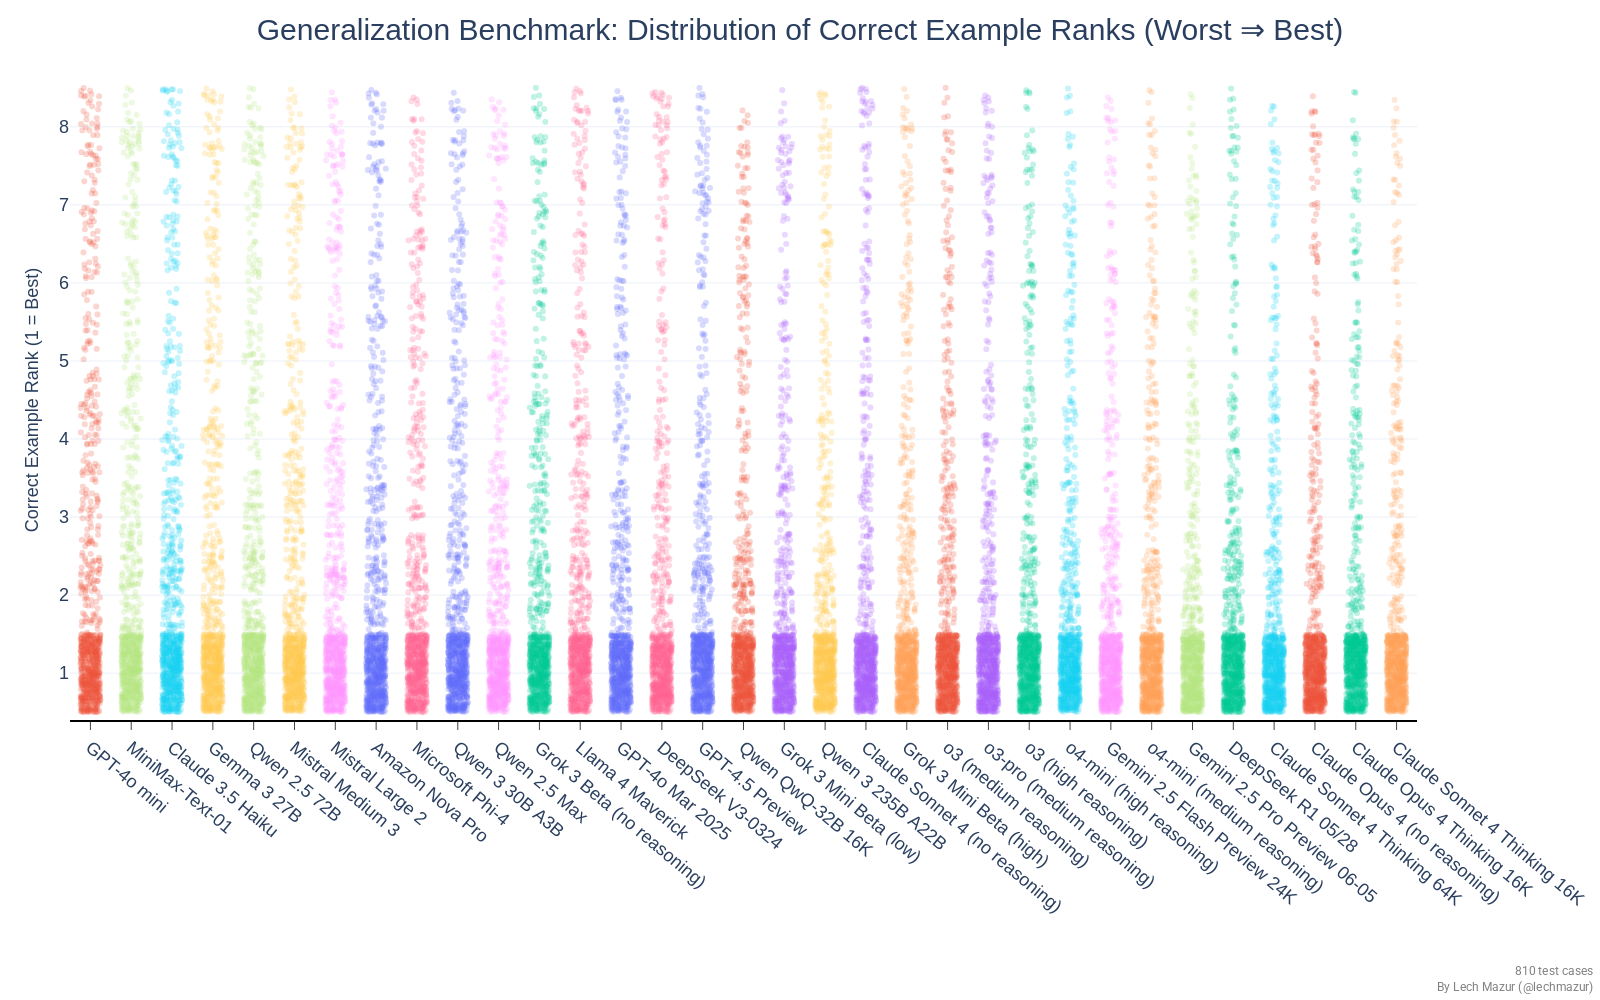 Generalization Benchmark: Distribution of Correct Example Ranks (Worst ⇒ Best)
Correct Example Rank (1 = Best)
8
7
6
5
4
3
2
1
GPT-4o mini
MiniMax-Text-01
Claude 3.5 Haiku
Gemma 3 27B
Qwen 2.5 72B
Mistral Medium 3
Mistral Large 2
Amazon Nova Pro
Microsoft Phi-4
Qwen 3 30B A3B
Qwen 2.5 Max
Grok 3 Beta (no reasoning)
Llama 4 Maverick
GPT-4o Mar 2025
DeepSeek V3-0324
GPT-4.5 Preview
Qwen QwQ-32B 16K
Grok 3 Mini Beta (low)
Qwen 3 235B A22B
Claude Sonnet 4 (no reasoning)
Grok 3 Mini Beta (high)
o3 (medium reasoning)
o3-pro (medium reasoning)
o3 (high reasoning)
o4-mini (high reasoning)
Gemini 2.5 Flash Preview 24K
o4-mini (medium reasoning)
Gemini 2.5 Pro Preview 06-05
DeepSeek R1 05/28
Claude Sonnet 4 Thinking 64K
Claude Opus 4 (no reasoning)
Claude Opus 4 Thinking 16K
Claude Sonnet 4 Thinking 16K
810 test cases
By Lech Mazur (@lechmazur)